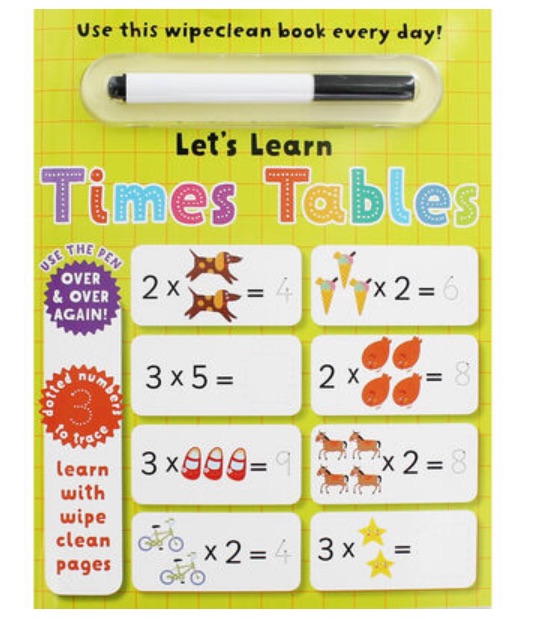 Use this wipeclean book every day!
Let's Learn
Times Tables
USE THE PEN
OVER
& OVER
AGAIN!
dotted numbers
3
to trace
learn
with
wipe
clean
pages
2 x = 4
x 2 = 6
3 x 5 =
2 x = 8
3 x = 9
x 2 = 8
x 2 = 4
3 x =